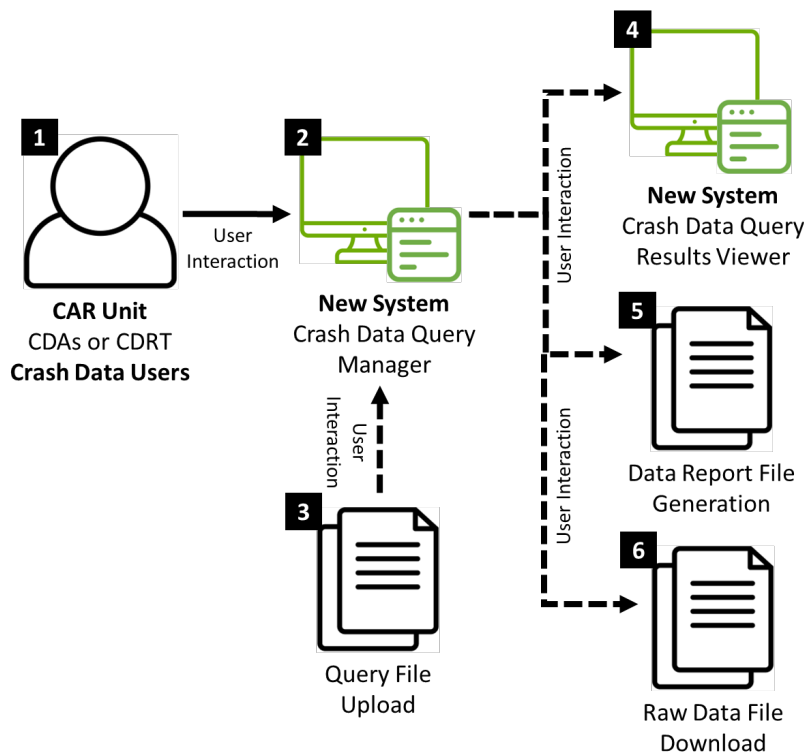 1
CAR Unit
CDAs or CDRT
Crash Data Users
User
Interaction
2
New System
Crash Data Query
Manager
User
Interaction
3
Query File
Upload
User Interaction
User Interaction
4
New System
Crash Data Query
Results Viewer
5
Data Report File
Generation
6
Raw Data File
Download